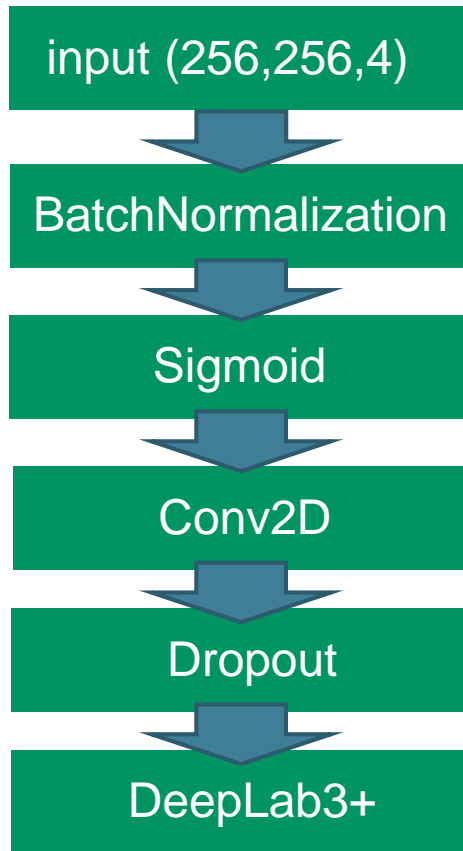 input (256,256,4)
BatchNormalization
Sigmoid
Conv2D
Dropout
DeepLab3+